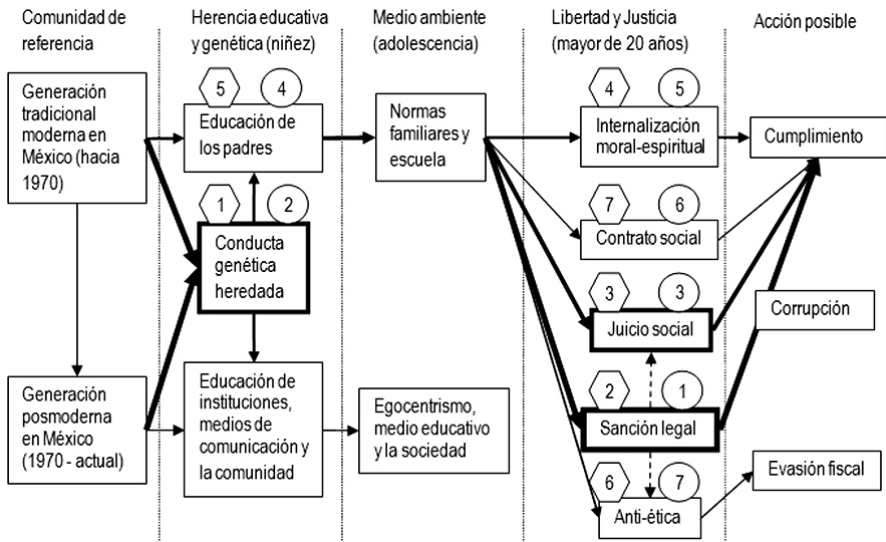 Comunidad de
referencia
Herencia educativa
y genética (niñez)
Medio ambiente
(adolescencia)
Libertad y Justicia
(mayor de 20 años)
Acción posible
Generación
tradicional
moderna en
México (hacia
1970)
5
4
Educación de
los padres
Normas
familiares y
escuela
4
5
Internalización
moral-espiritual
Cumplimiento
1
2
Conducta
genética
heredada
7
6
Contrato social
3
3
Juicio social
Corrupción
Generación
posmoderna
en México
(1970 - actual)
Educación de
instituciones,
medios de
comunicación y
la comunidad
Egocentrismo,
medio educativo
y la sociedad
2
1
Sanción legal
6
7
Anti-ética
Evasión fiscal